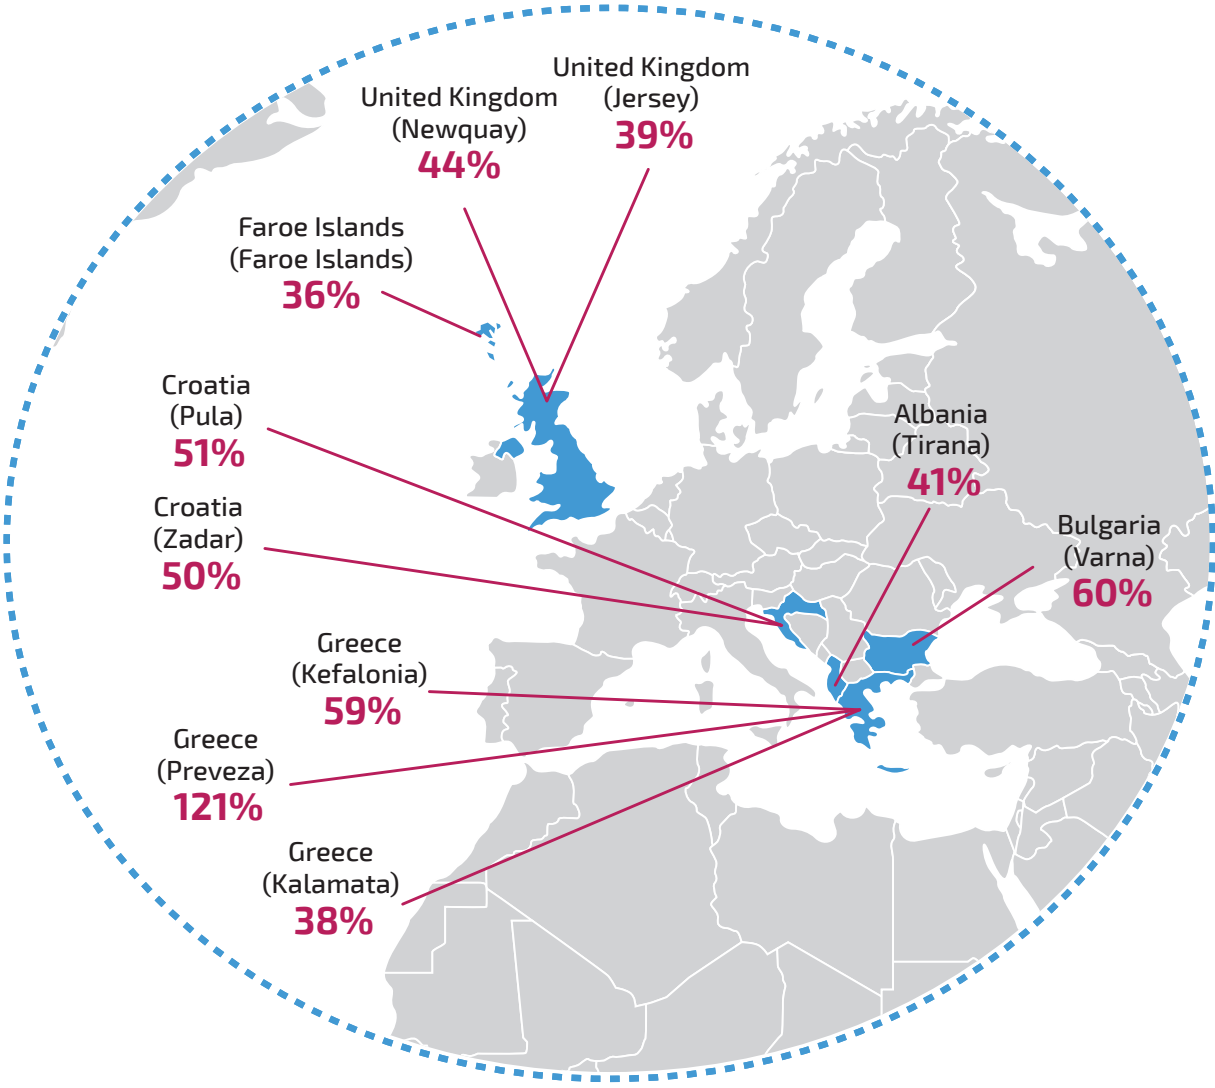 United Kingdom
(Jersey)
39%
United Kingdom
(Newquay)
44%
Faroe Islands
(Faroe Islands)
36%
Croatia
(Pula)
51%
Albania
(Tirana)
41%
Croatia
(Zadar)
50%
Bulgaria
(Varna)
60%
Greece
(Kefalonia)
59%
Greece
(Preveza)
121%
Greece
(Kalamata)
38%